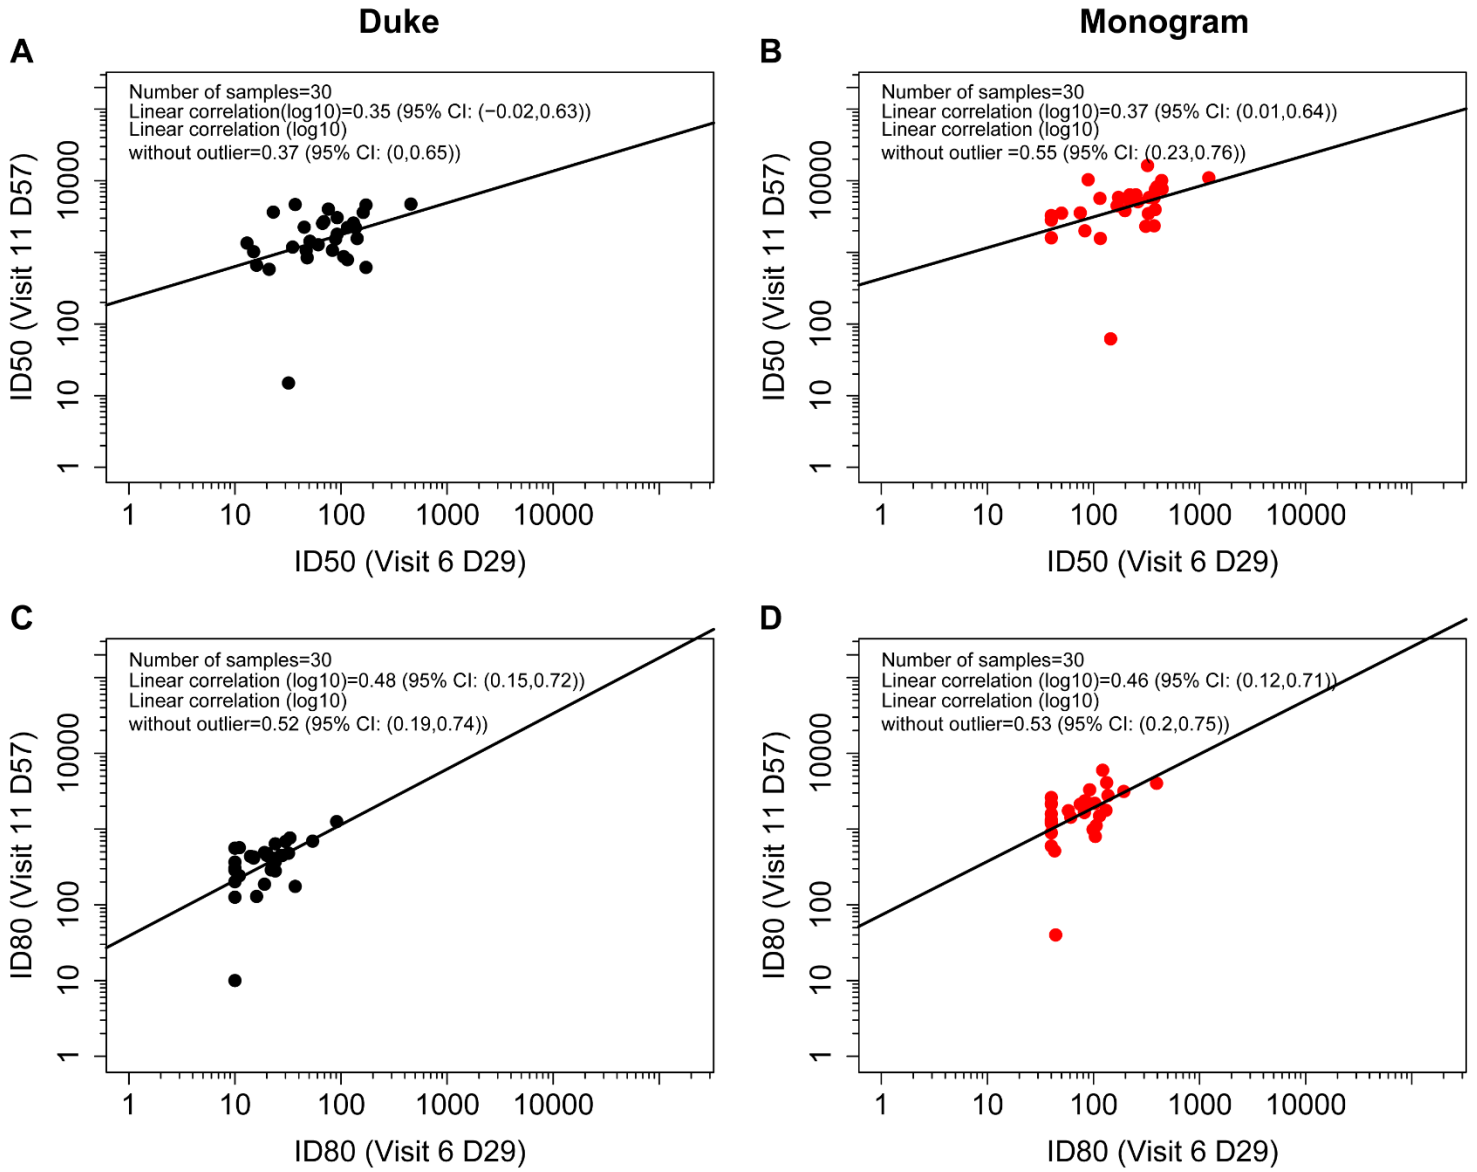 Duke
Monogram
A
Number of samples=30
Linear correlation(log10)=0.35 (95% CI: (−0.02,0.63))
Linear correlation (log10)
without outlier=0.37 (95% CI: (0,0.65))
ID50 (Visit 11 D57)
10000
100
10
1
1 10 100 1000 10000
ID50 (Visit 6 D29)
B
Number of samples=30
Linear correlation (log10)=0.37 (95% CI: (0.01,0.64))
Linear correlation (log10)
without outlier =0.55 (95% CI: (0.23,0.76))
ID50 (Visit 11 D57)
10000
100
10
1
1 10 100 1000 10000
ID50 (Visit 6 D29)
C
Number of samples=30
Linear correlation (log10)=0.48 (95% CI: (0.15,0.72))
Linear correlation (log10)
without outlier=0.52 (95% CI: (0.19,0.74))
ID80 (Visit 11 D57)
10000
100
10
1
1 10 100 1000 10000
ID80 (Visit 6 D29)
D
Number of samples=30
Linear correlation (log10)=0.46 (95% CI: (0.12,0.71))
Linear correlation (log10)
without outlier=0.53 (95% CI: (0.2,0.75))
ID80 (Visit 11 D57)
10000
100
10
1
1 10 100 1000 10000
ID80 (Visit 6 D29)